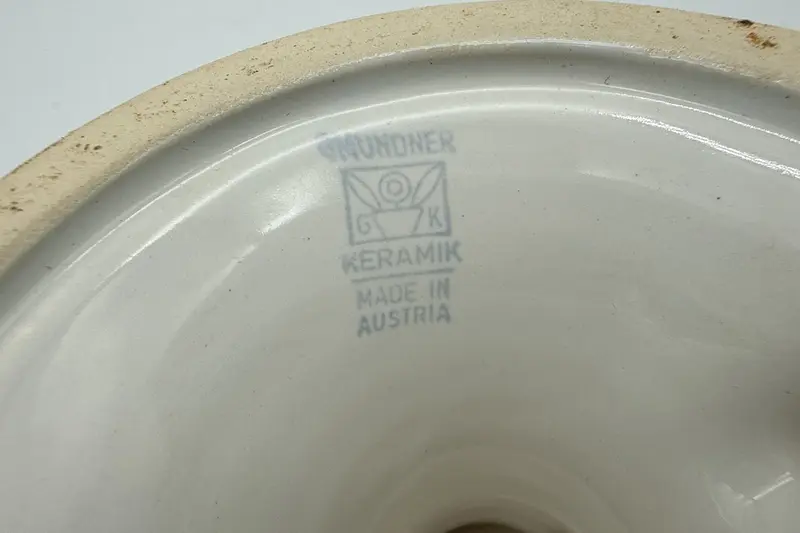 GMUNDNER
G K
KERAMIK
MADE IN
AUSTRIA